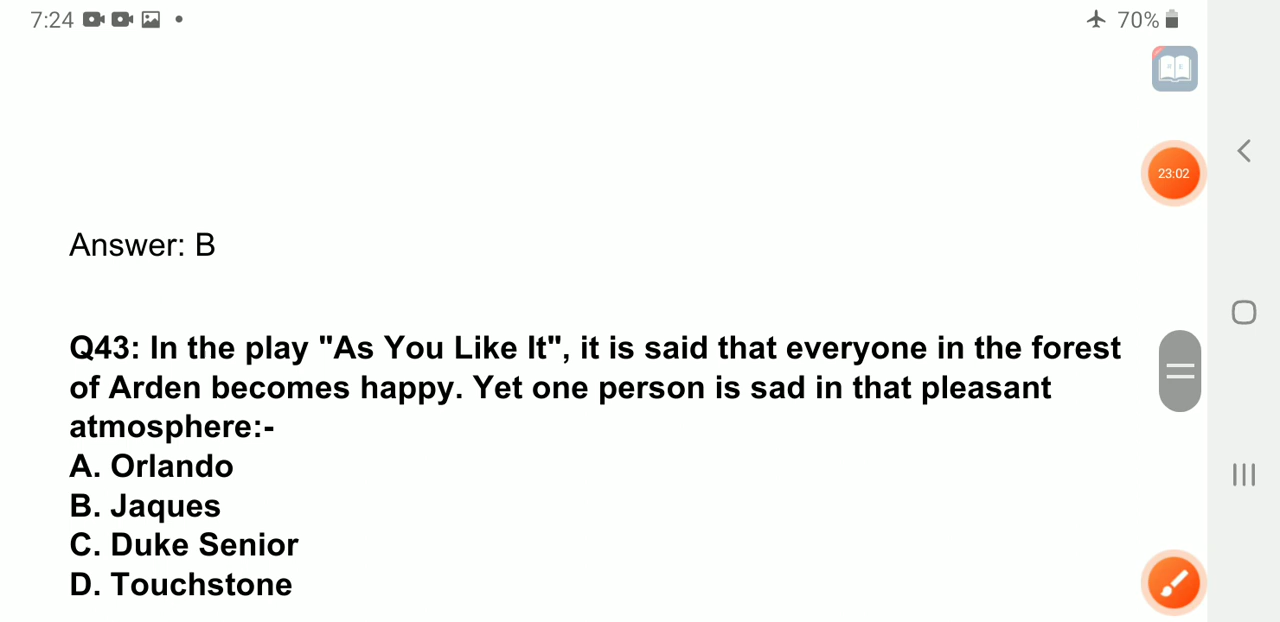 7:24
70%
23:02
Answer: B
Q43: In the play "As You Like It", it is said that everyone in the forest
of Arden becomes happy. Yet one person is sad in that pleasant
atmosphere:-
A. Orlando
B. Jaques
C. Duke Senior
D. Touchstone